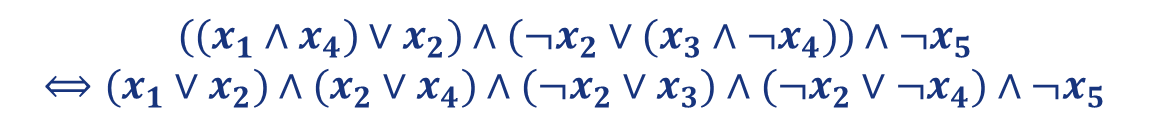 ((x₁ ∧ x₄) ∨ x₂) ∧ (¬x₂ ∨ (x₃ ∧ ¬x₄)) ∧ ¬x₅
⟺ (x₁ ∨ x₂) ∧ (x₂ ∨ x₄) ∧ (¬x₂ ∨ x₃) ∧ (¬x₂ ∨ ¬x₄) ∧ ¬x₅